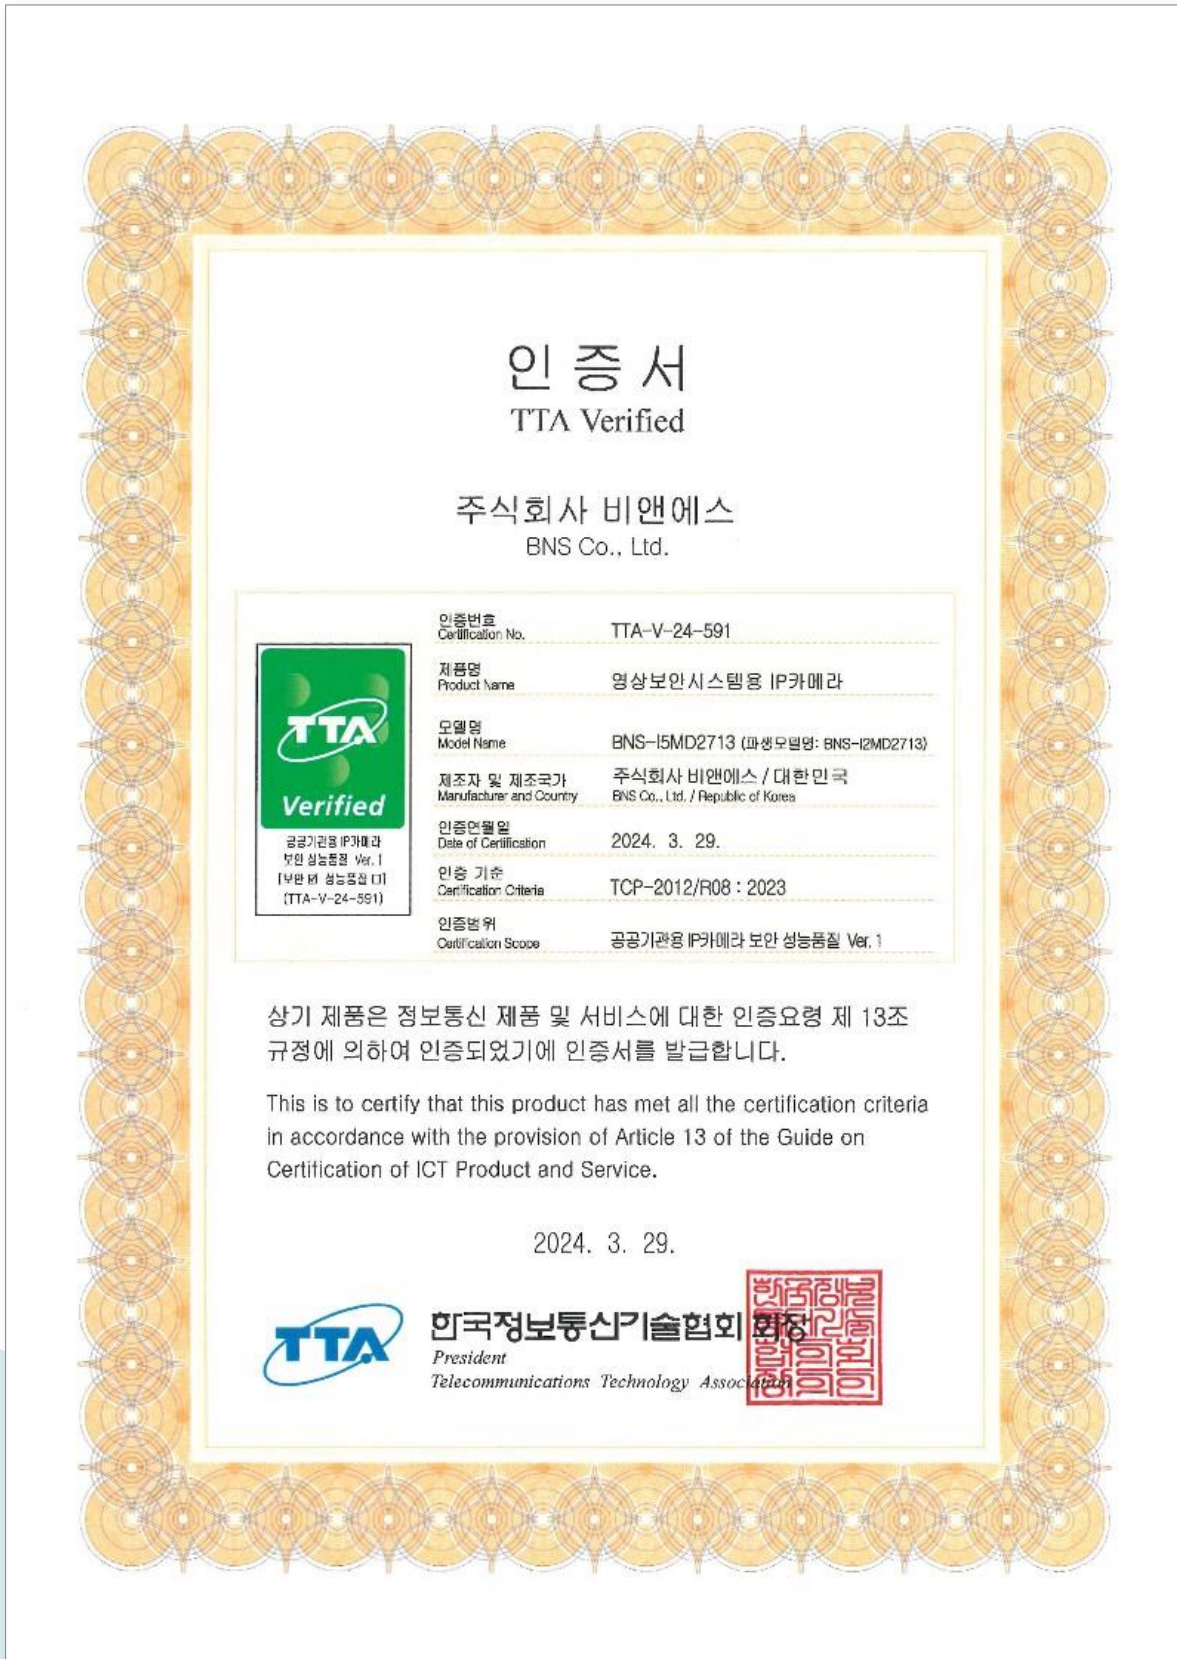 인증서
TTA Verified
주식회사 비앤에스
BNS Co., Ltd.
TTA
Verified
공공기관용 IP카메라
보안 성능품질 Ver. 1
[보안 ☑ 성능품질 □]
(TTA-V-24-591)
인증번호
Certification No.
TTA-V-24-591
제품명
Product Name
영상보안시스템용 IP카메라
모델명
Model Name
BNS-I5MD2713 (파생모델명: BNS-I2MD2713)
제조자 및 제조국가
Manufacturer and Country
주식회사 비앤에스 / 대한민국
BNS Co., Ltd. / Republic of Korea
인증연월일
Date of Certification
2024. 3. 29.
인증 기준
Certification Criteria
TCP-2012/R08 : 2023
인증범위
Certification Scope
공공기관용 IP카메라 보안 성능품질 Ver. 1
상기 제품은 정보통신 제품 및 서비스에 대한 인증요령 제 13조
규정에 의하여 인증되었기에 인증서를 발급합니다.
This is to certify that this product has met all the certification criteria
in accordance with the provision of Article 13 of the Guide on
Certification of ICT Product and Service.
2024. 3. 29.
TTA
한국정보통신기술협회 회장
President
Telecommunications Technology Association